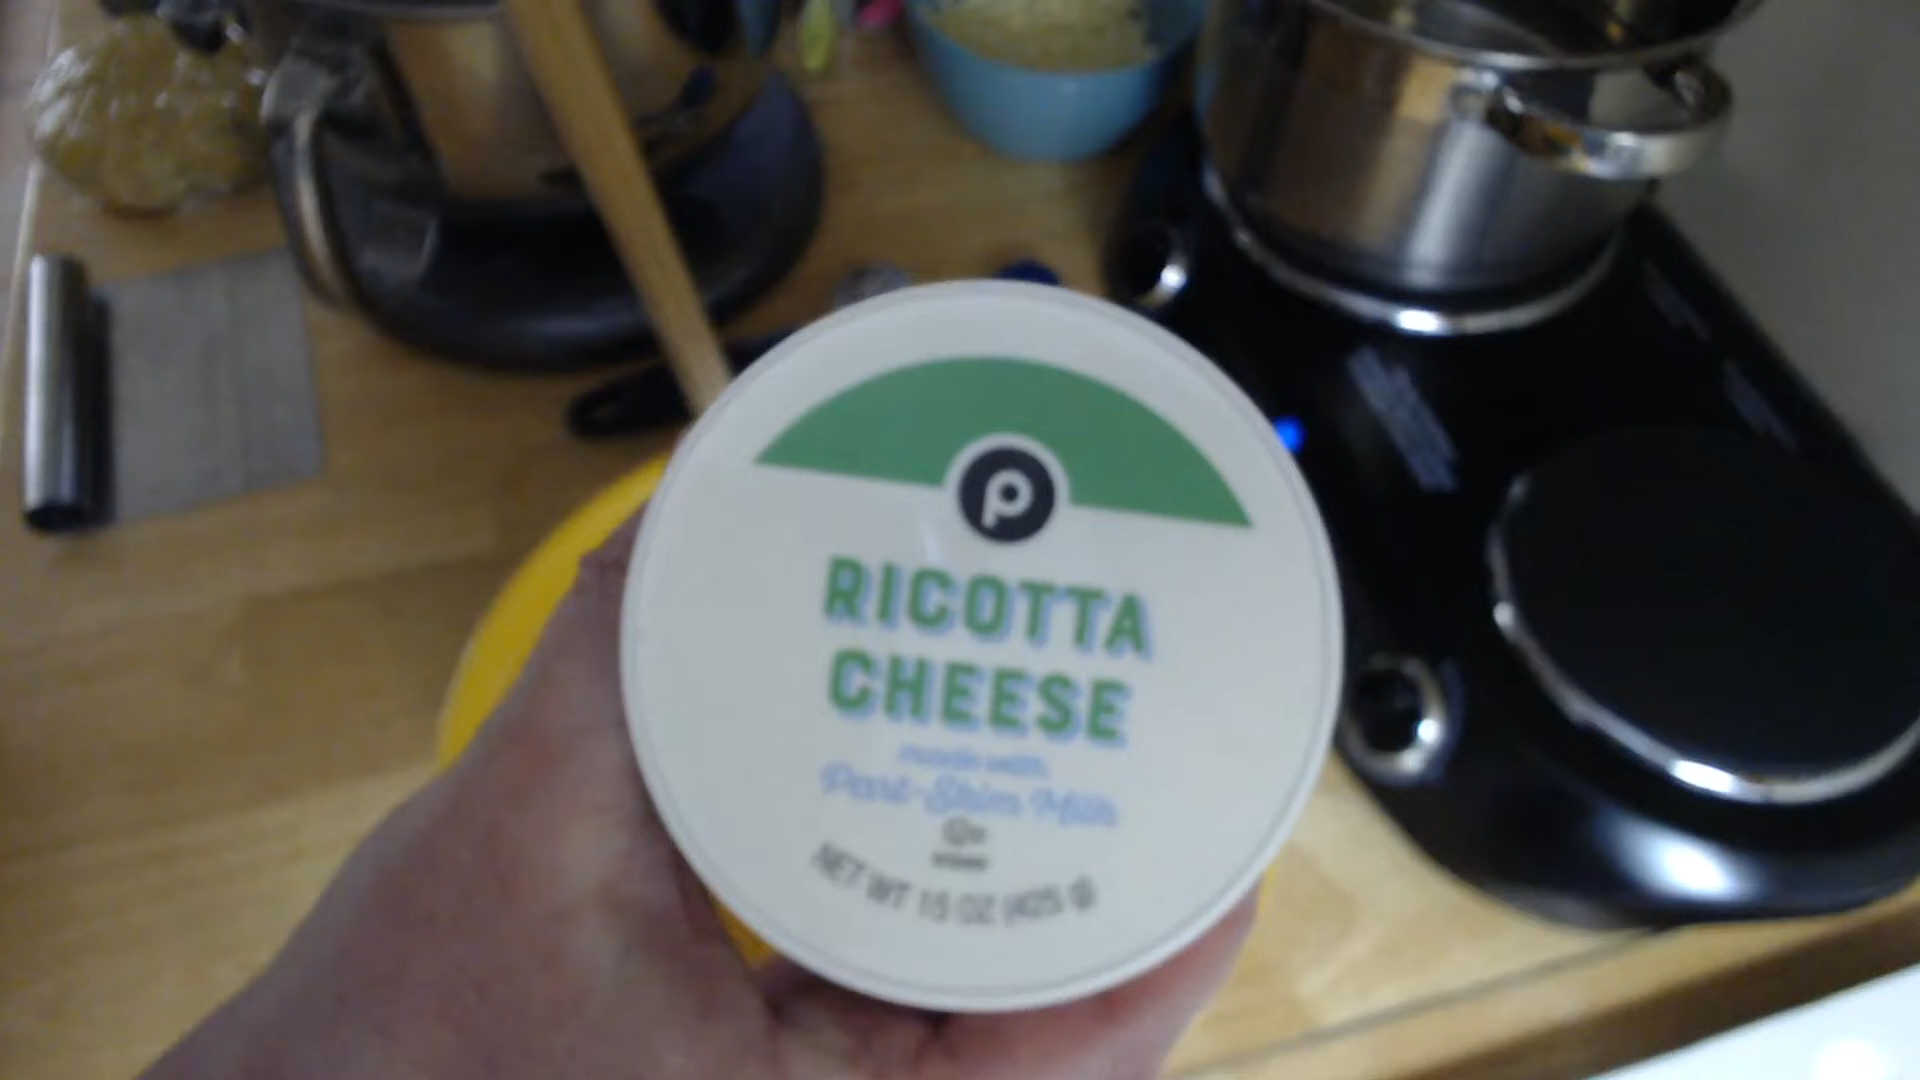 P
RICOTTA
CHEESE
made with
Part-Skim Milk
NET WT 15 OZ (425 g)